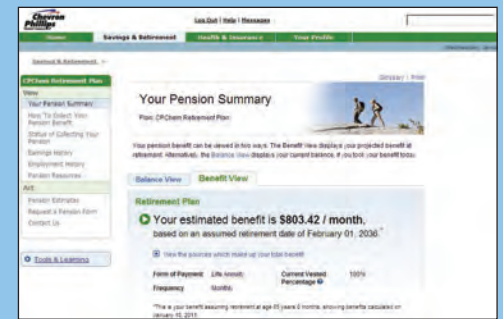 Chevron
Phillips
Log Out | Help | Messages
Home Savings & Retirement Health & Insurance Your Profile
Savings & Retirement >
Glossary | Print
CPChem Retirement Plan
View
Your Pension Summary
How To Collect Your
Pension Benefit
Status of Collecting Your
Pension
Earnings History
Employment History
Pension Resources
Act
Pension Estimates
Request a Pension Form
Contact Us
Tools & Learning
Your Pension Summary
Plan: CPChem Retirement Plan
Your pension benefit can be viewed in two ways. The Benefit View displays your projected benefit at
retirement. Alternatively, the Balance View displays your current balance, if you took your benefit today.
Balance View Benefit View
Retirement Plan
Your estimated benefit is $803.42 / month,
based on an assumed retirement date of February 01, 2036.*
View the sources which make up your total benefit
Form of Payment Life Annuity Current Vested 100%
Percentage
Frequency Monthly
*This is your benefit assuming retirement at age 65 years 0 months, showing benefits calculated on
January 10, 2011.